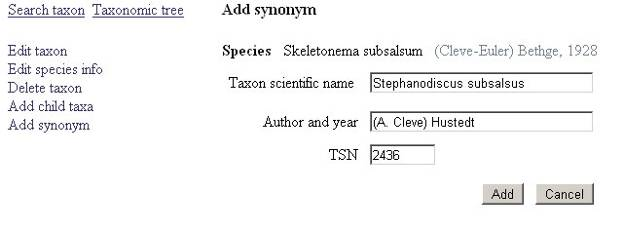 Search taxon Taxonomic tree
Edit taxon
Edit species info
Delete taxon
Add child taxa
Add synonym
Add synonym
Species Skeletonema subsalsum (Cleve-Euler) Bethge, 1928
Taxon scientific name Stephanodiscus subsalsus
Author and year (A. Cleve) Hustedt
TSN 2436
Add Cancel